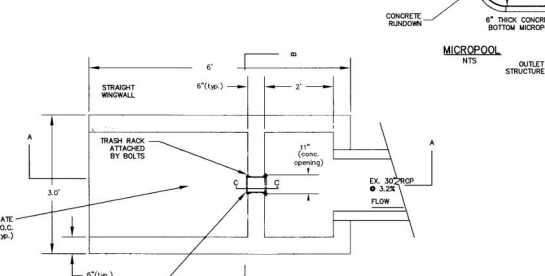 CONCRETE
RUNDOWN
6" THICK CONCR
BOTTOM MICROP
MICROPOOL
NTS
OUTLET
STRUCTURE
B
6'
STRAIGHT
WINGWALL
6"(typ.)
2'
A
TRASH RACK
ATTACHED
BY BOLTS
11"
(conc.
opening)
A
C
C
EX. 30" RCP
@ 3.2%
FLOW
3.0'
ATE
O.C.
yp.)
6"(typ.)